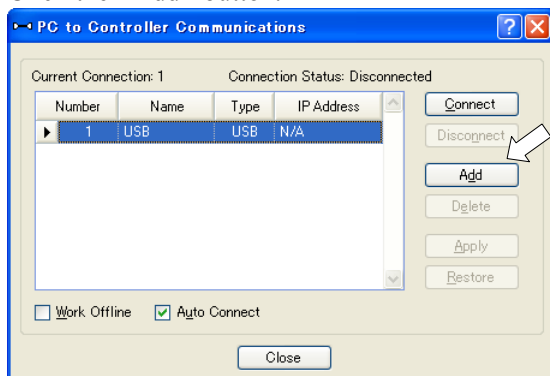 PC to Controller Communications
Current Connection: 1 Connection Status: Disconnected
Number Name Type IP Address
1 USB USB N/A
Connect
Disconnect
Add
Delete
Apply
Restore
Work Offline Auto Connect
Close